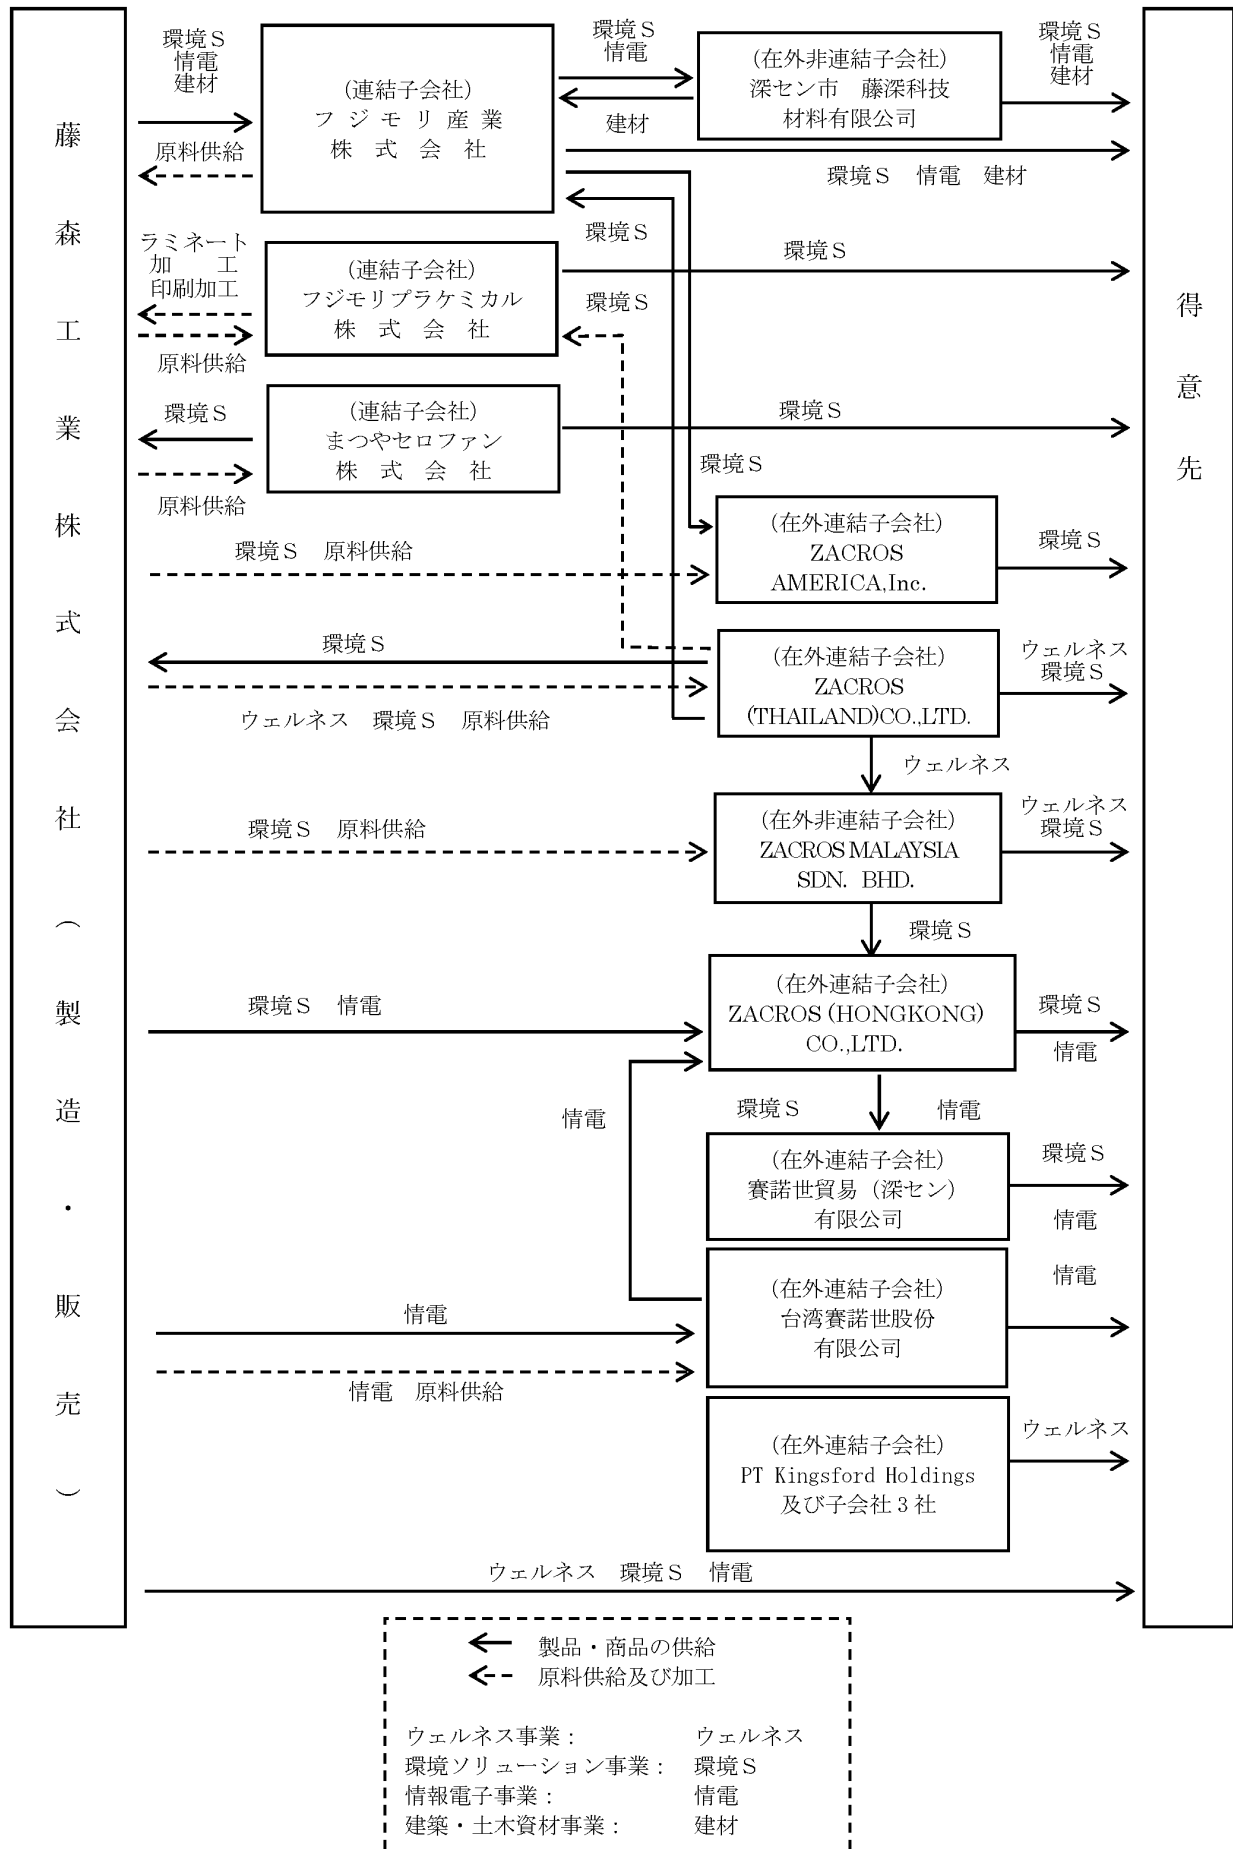 藤森工業株式会社（製造・販売）
環境Ｓ
情電
建材
原料供給
(連結子会社)
フジモリ産業
株式会社
環境Ｓ
情電
建材
(在外非連結子会社)
深セン市　藤深科技
材料有限公司
環境Ｓ
情電
建材
環境Ｓ　情電　建材
環境Ｓ
ラミネート
加　　工
印刷加工
原料供給
(連結子会社)
フジモリプラケミカル
株式会社
環境Ｓ
環境Ｓ
環境Ｓ
原料供給
(連結子会社)
まつやセロファン
株式会社
環境Ｓ
環境Ｓ
環境Ｓ　原料供給
(在外連結子会社)
ZACROS
AMERICA,Inc.
環境Ｓ
環境Ｓ
ウェルネス　環境Ｓ　原料供給
(在外連結子会社)
ZACROS
(THAILAND)CO.,LTD.
ウェルネス
環境Ｓ
ウェルネス
環境Ｓ　原料供給
(在外非連結子会社)
ZACROS MALAYSIA
SDN. BHD.
ウェルネス
環境Ｓ
環境Ｓ
環境Ｓ　情電
(在外連結子会社)
ZACROS (HONGKONG)
CO.,LTD.
環境Ｓ
情電
情電
環境Ｓ
情電
(在外連結子会社)
賽諾世貿易（深セン）
有限公司
環境Ｓ
情電
情電
情電　原料供給
(在外連結子会社)
台湾賽諾世股份
有限公司
情電
(在外連結子会社)
PT Kingsford Holdings
及び子会社３社
ウェルネス
ウェルネス　環境Ｓ　情電
得意先
製品・商品の供給
原料供給及び加工
ウェルネス事業：　ウェルネス
環境ソリューション事業：　環境Ｓ
情報電子事業：　情電
建築・土木資材事業：　建材